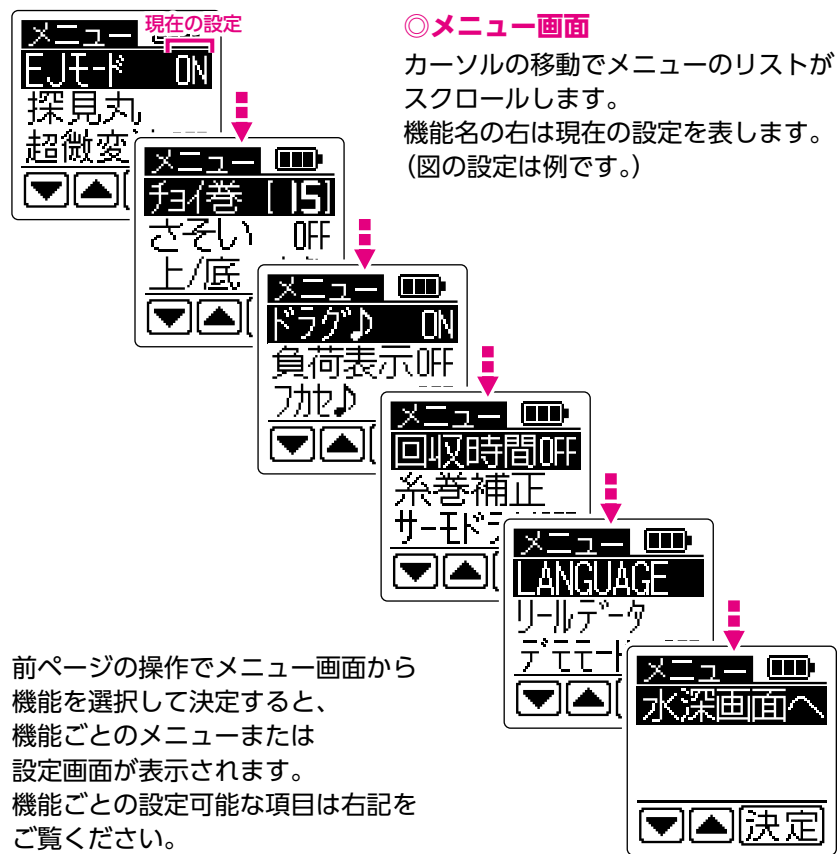 現在の設定
メニュー
EJモード ON
探見丸
超微変
◎メニュー画面
カーソルの移動でメニューのリストが
スクロールします。
機能名の右は現在の設定を表します。
（図の設定は例です。）
メニュー
チョイ巻 [ 15]
さそい OFF
上/底
メニュー
ドラグ♪ ON
負荷表示OFF
フカセ♪
メニュー
回収時間OFF
糸巻補正
サーモドラ
メニュー
LANGUAGE
リールデータ
デモモード
メニュー
水深画面へ
決定
前ページの操作でメニュー画面から
機能を選択して決定すると、
機能ごとのメニューまたは
設定画面が表示されます。
機能ごとの設定可能な項目は右記を
ご覧ください。